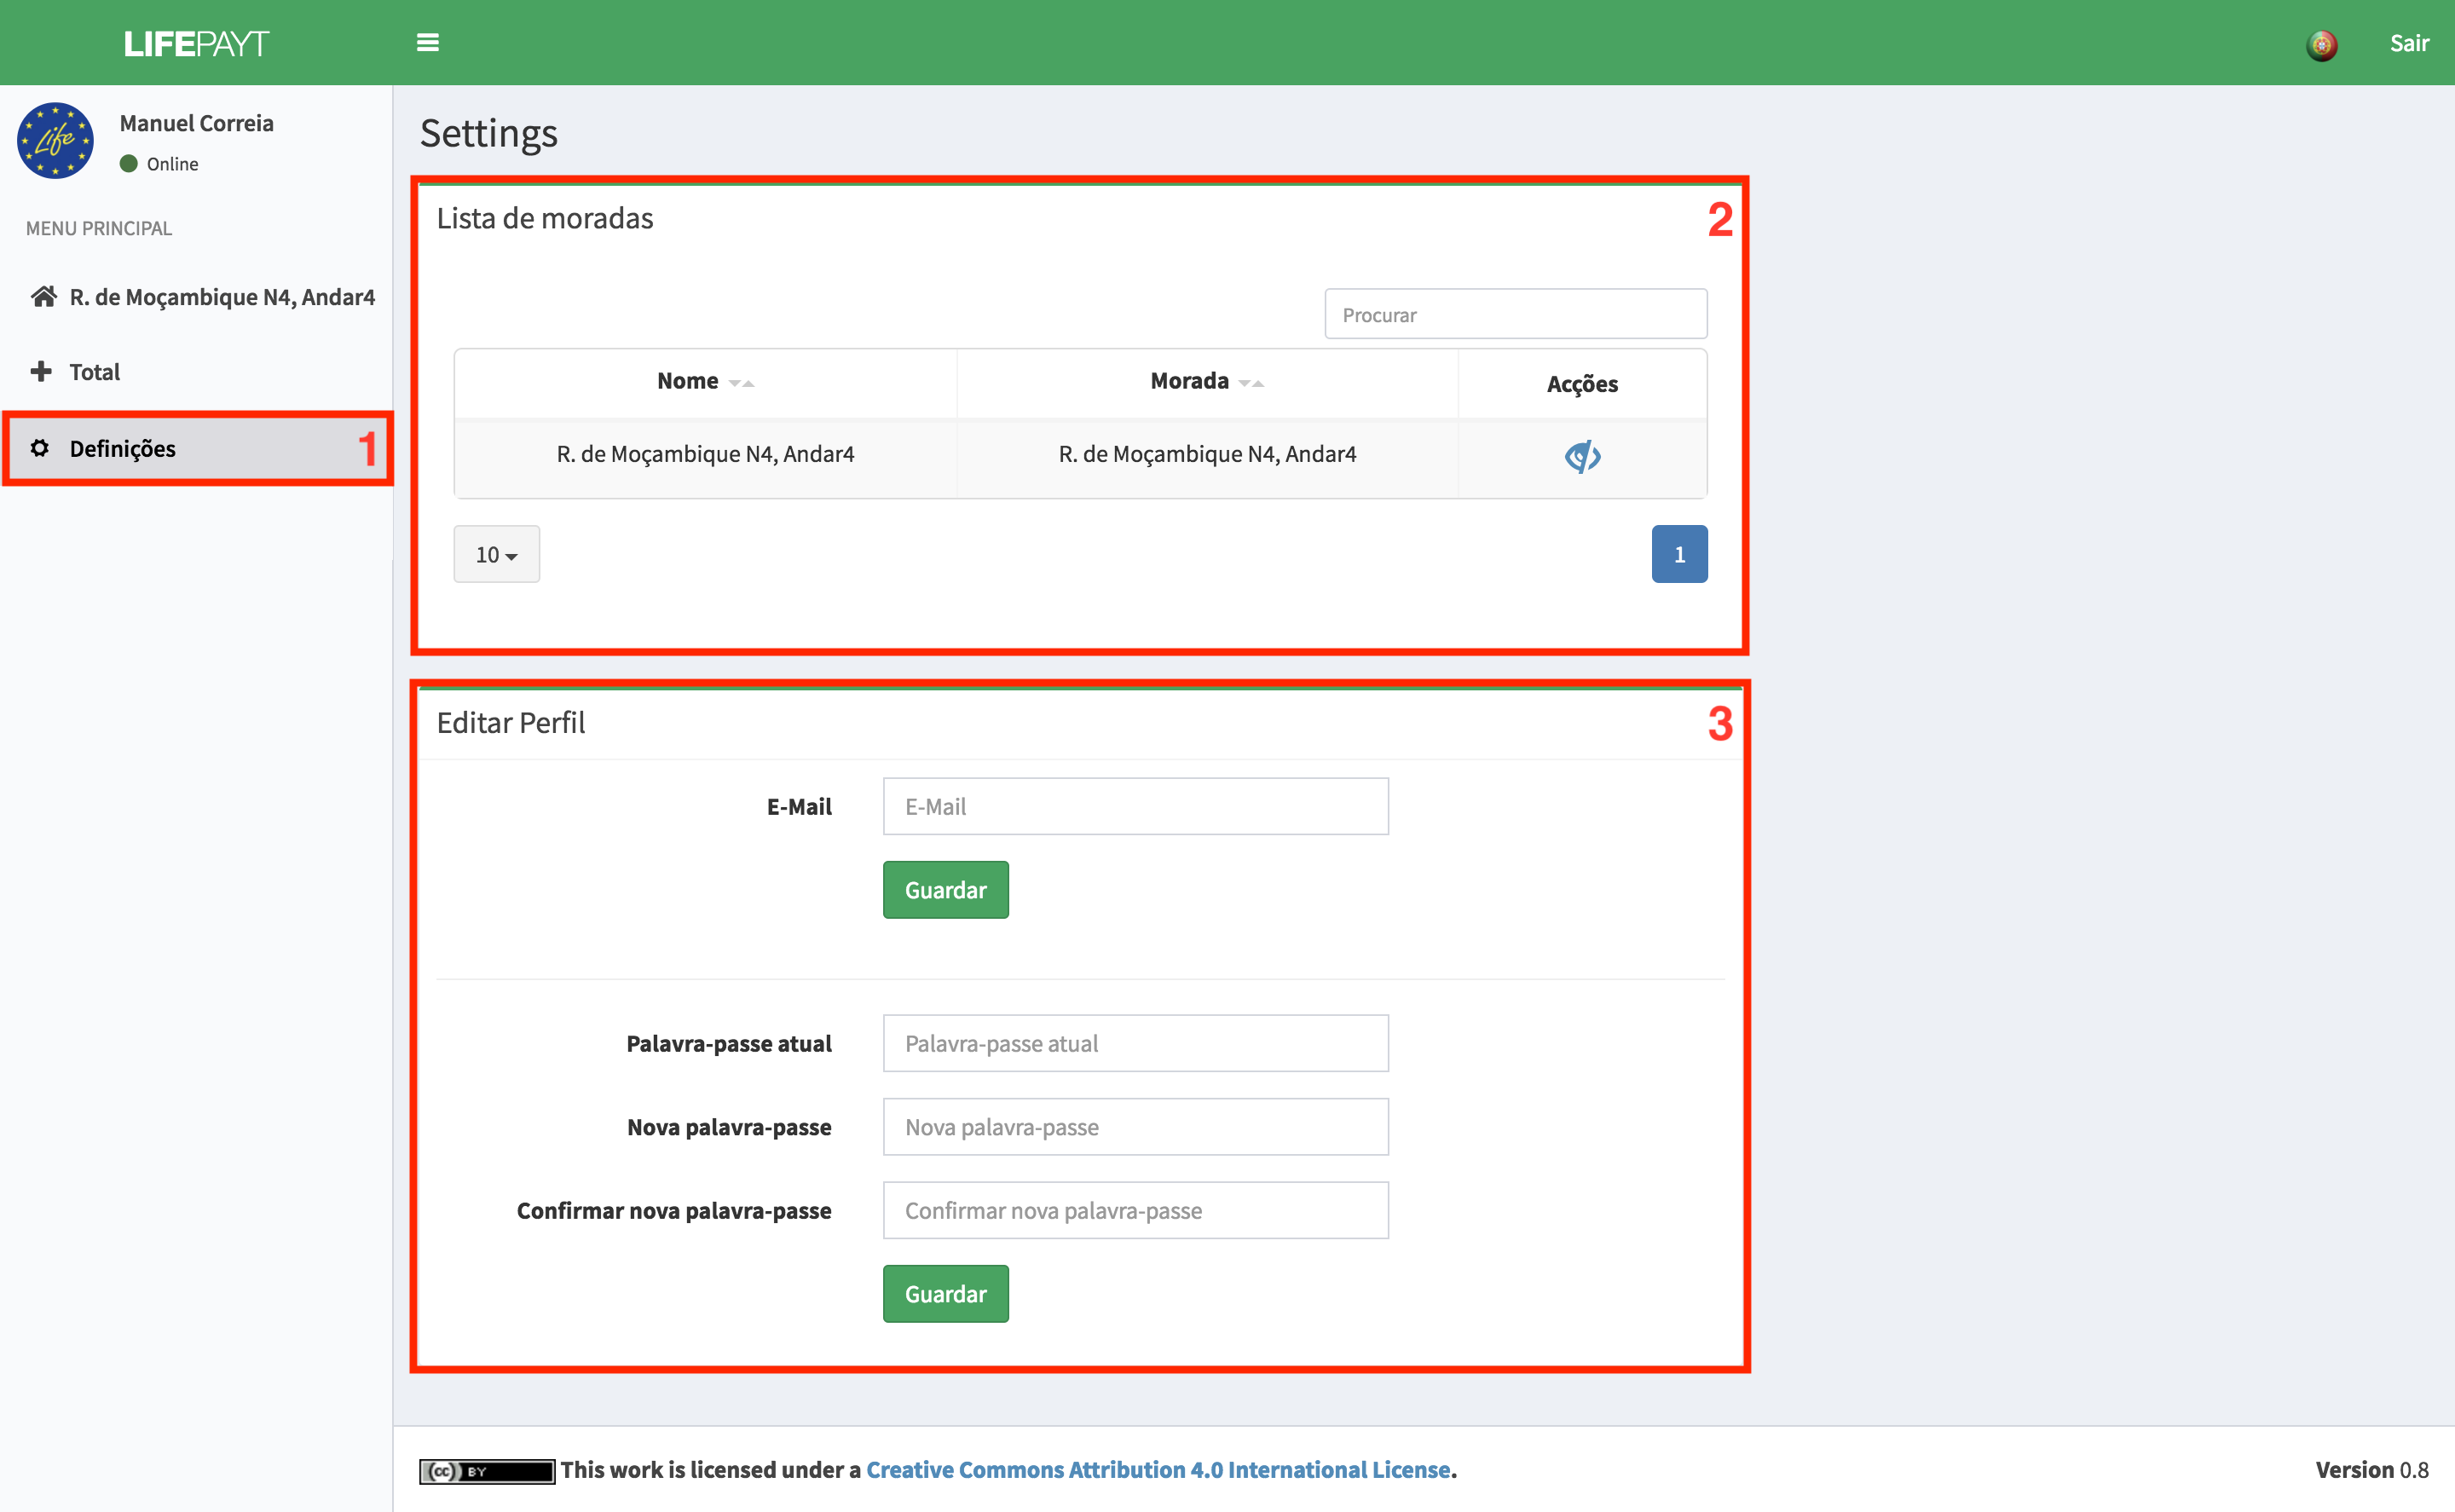 LIFEPAYT
Sair
Life
Manuel Correia
Online
MENU PRINCIPAL
R. de Moçambique N4, Andar4
Total
Definições 1
Settings
Lista de moradas 2
Procurar
Nome Morada Acções
R. de Moçambique N4, Andar4 R. de Moçambique N4, Andar4
10 1
Editar Perfil 3
E-Mail E-Mail
Guardar
Palavra-passe atual Palavra-passe atual
Nova palavra-passe Nova palavra-passe
Confirmar nova palavra-passe Confirmar nova palavra-passe
Guardar
(cc) BY This work is licensed under a Creative Commons Attribution 4.0 International License. Version 0.8